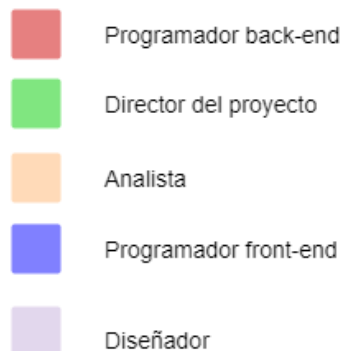 Programador back-end
Director del proyecto
Analista
Programador front-end
Diseñador